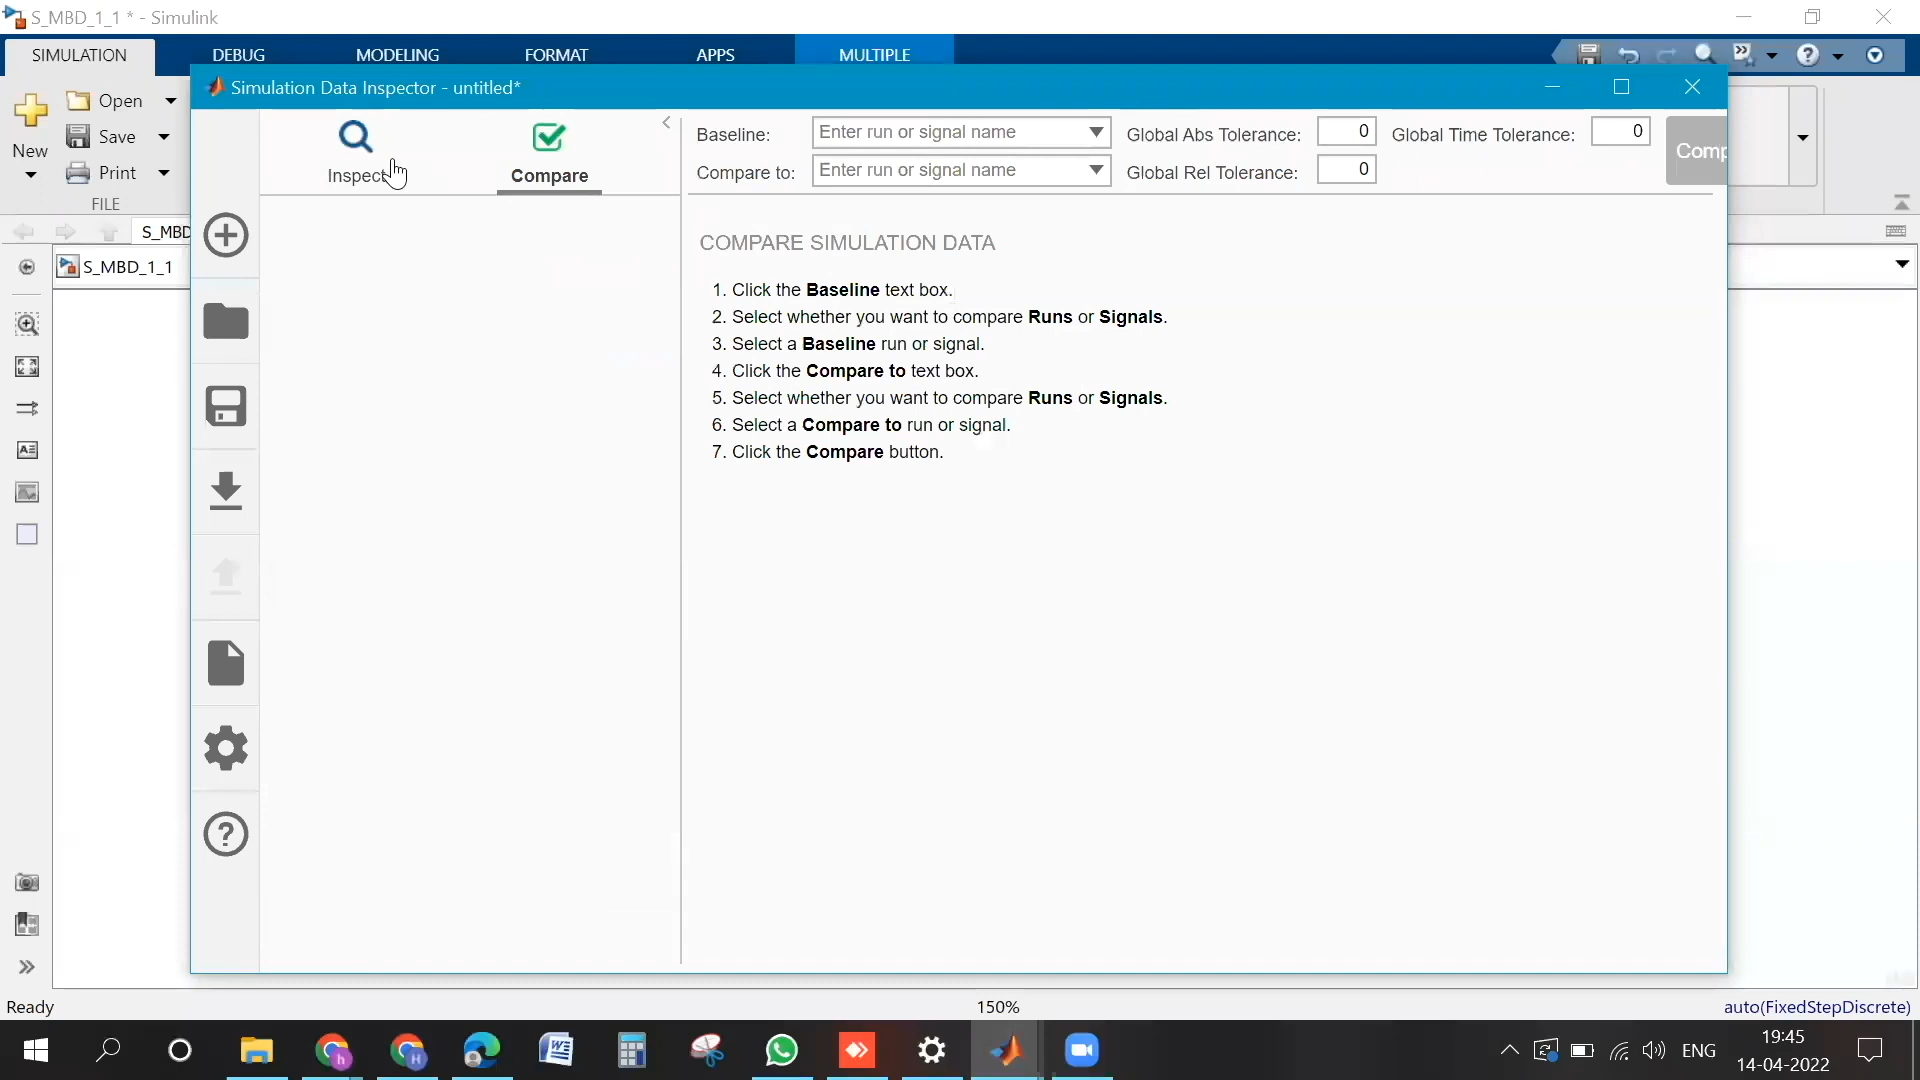 S_MBD_1_1 * - Simulink
SIMULATION DEBUG MODELING FORMAT APPS MULTIPLE
Simulation Data Inspector - untitled*
New
Open
Save
Print
FILE
S_MBD
S_MBD_1_1
Inspect
Compare
Baseline: Enter run or signal name Global Abs Tolerance: 0 Global Time Tolerance: 0
Compare to: Enter run or signal name Global Rel Tolerance: 0
Comp
COMPARE SIMULATION DATA
1. Click the Baseline text box.
2. Select whether you want to compare Runs or Signals.
3. Select a Baseline run or signal.
4. Click the Compare to text box.
5. Select whether you want to compare Runs or Signals.
6. Select a Compare to run or signal.
7. Click the Compare button.
Ready 150% auto(FixedStepDiscrete)
ENG
19:45
14-04-2022